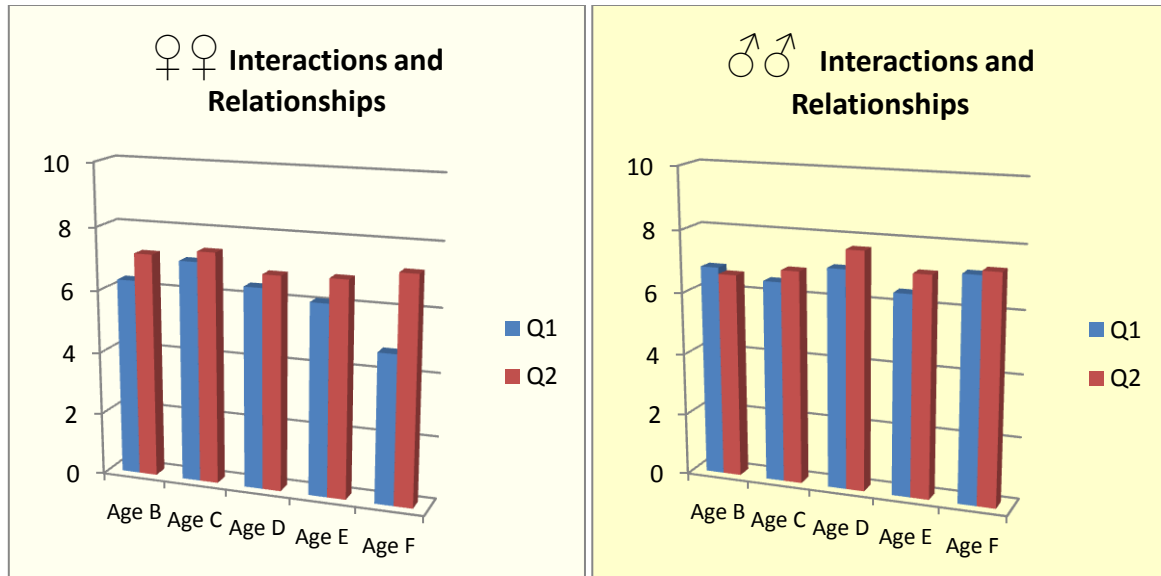 ♀♀ Interactions and
Relationships
10
8
6
4
2
0
Age B Age C Age D Age E Age F
Q1
Q2
♂♂ Interactions and
Relationships
10
8
6
4
2
0
Age B Age C Age D Age E Age F
Q1
Q2